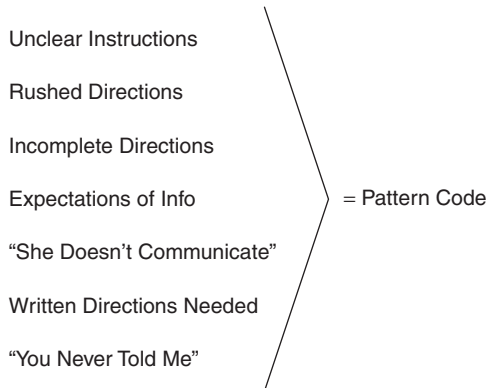 Unclear Instructions
Rushed Directions
Incomplete Directions
Expectations of Info
= Pattern Code
“She Doesn’t Communicate”
Written Directions Needed
“You Never Told Me”